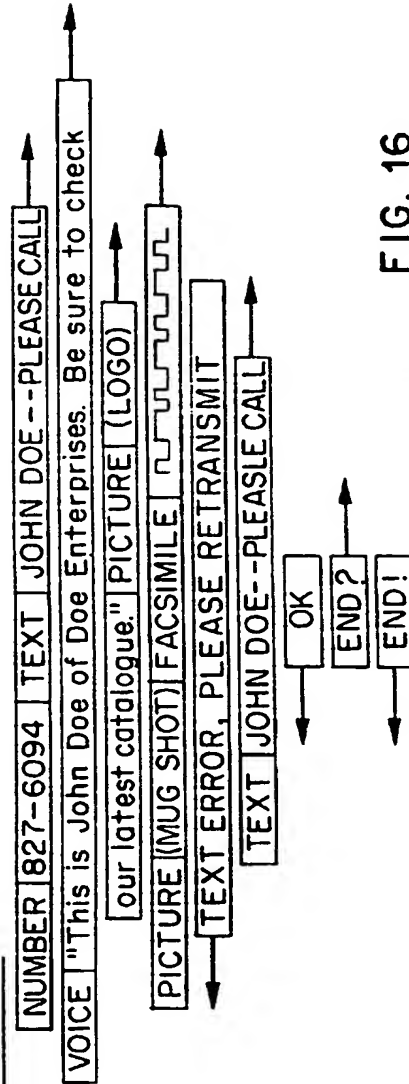 NUMBER 827-6094 TEXT JOHN DOE--PLEASE CALL
VOICE "This is John Doe of Doe Enterprises. Be sure to check
our latest catalogue." PICTURE (LOGO)
PICTURE (MUG SHOT) FACSIMILE
TEXT ERROR, PLEASE RETRANSMIT
TEXT JOHN DOE--PLEASLE CALL
OK
END?
END!
FIG. 16